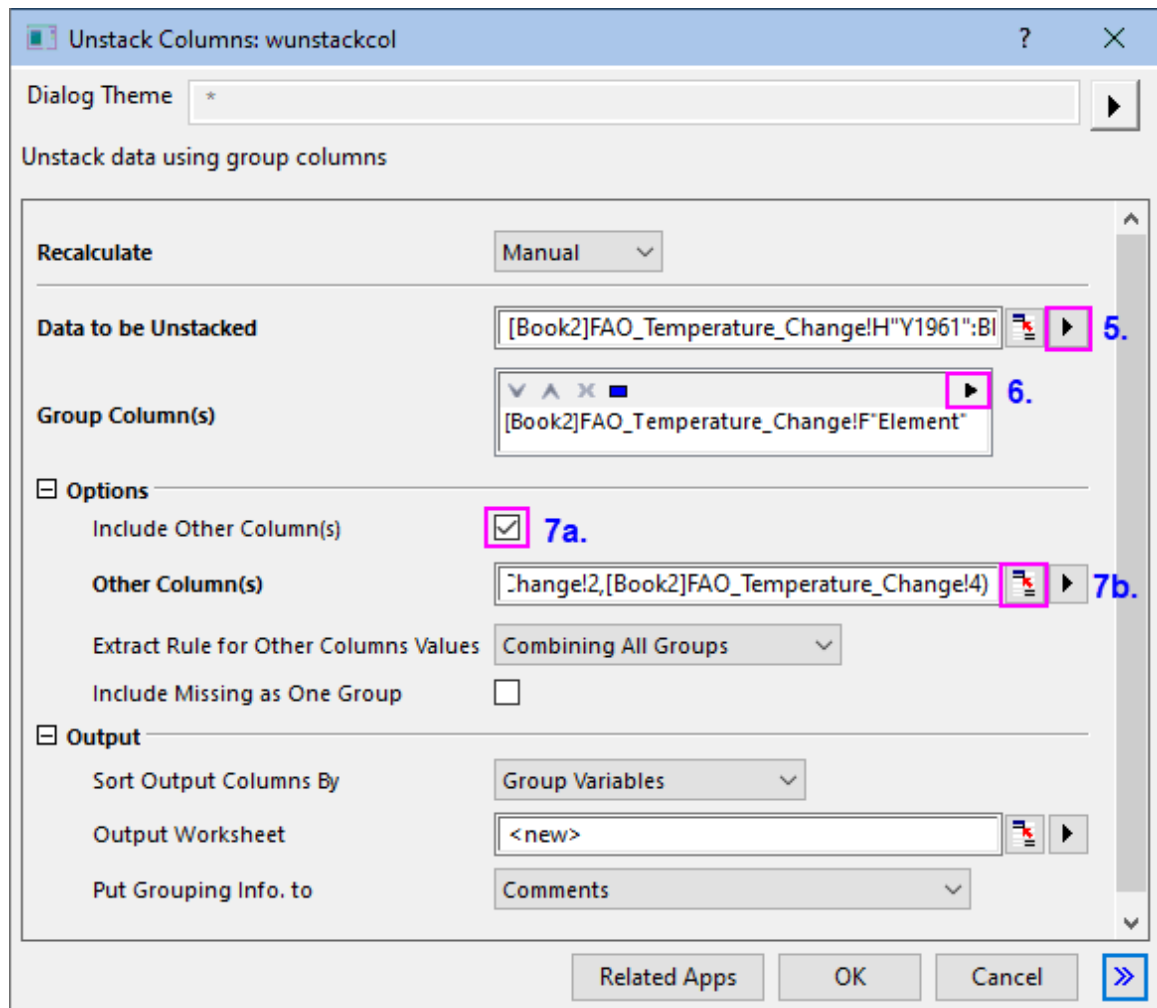 Unstack Columns: wunstackcol ?
Dialog Theme *
Unstack data using group columns
Recalculate Manual
Data to be Unstacked [Book2]FAO_Temperature_Change!H"Y1961":BI 5.
6.
Group Column(s) [Book2]FAO_Temperature_Change!F"Element"
Options
Include Other Column(s) 7a.
Other Column(s) Change!2,[Book2]FAO_Temperature_Change!4) 7b.
Extract Rule for Other Columns Values Combining All Groups
Include Missing as One Group
Output
Sort Output Columns By Group Variables
Output Worksheet <new>
Put Grouping Info. to Comments
Related Apps OK Cancel